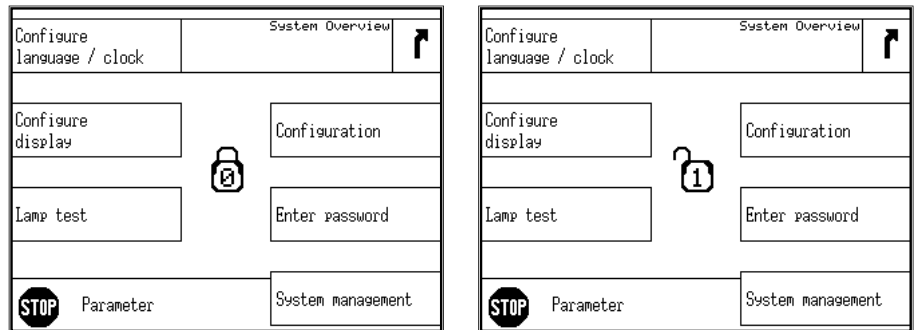 Configure
language / clock
System Overview
Configure
display
Configuration
0
Lamp test
Enter password
STOP
Parameter
System management
Configure
language / clock
System Overview
Configure
display
Configuration
1
Lamp test
Enter password
STOP
Parameter
System management